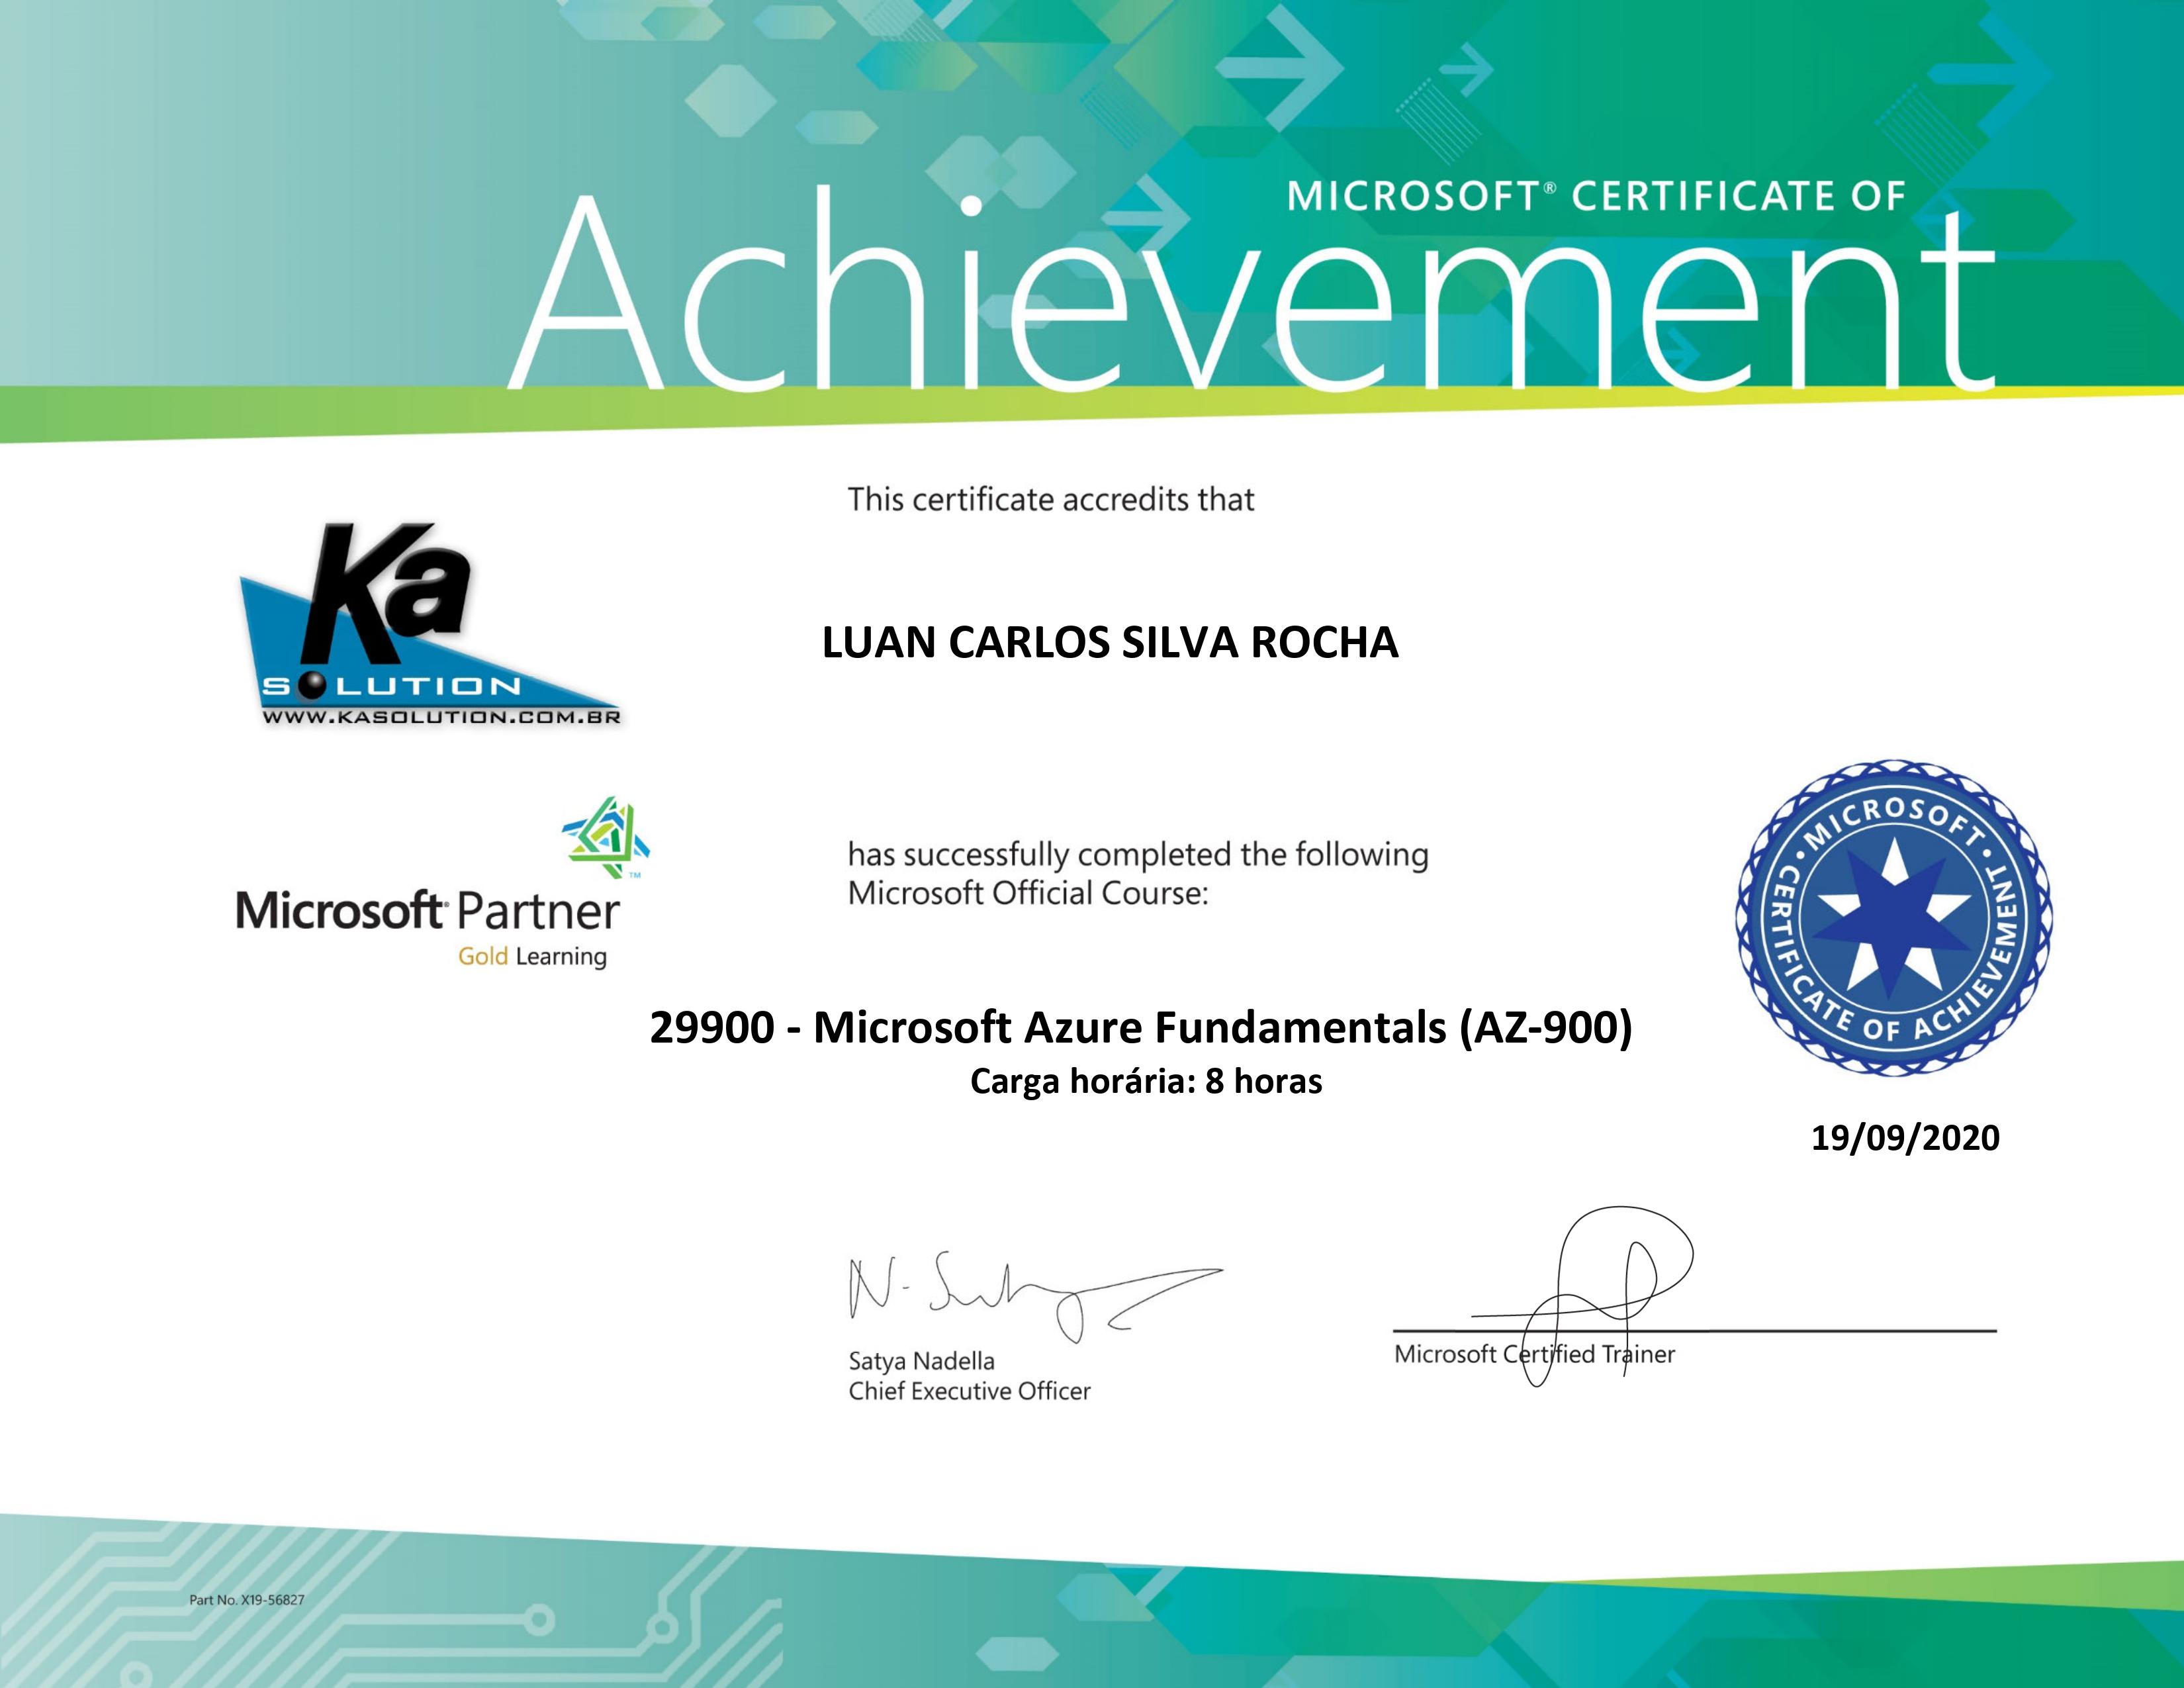 MICROSOFT® CERTIFICATE OF
Achievement
This certificate accredits that
Ka
SOLUTION
WWW.KASOLUTION.COM.BR
LUAN CARLOS SILVA ROCHA
TM
Microsoft® Partner
Gold Learning
has successfully completed the following
Microsoft Official Course:
• MICROSOFT •
CERTIFICATE OF ACHIEVEMENT
29900 - Microsoft Azure Fundamentals (AZ-900)
Carga horária: 8 horas
19/09/2020
Satya Nadella
Chief Executive Officer
Microsoft Certified Trainer
Part No. X19-56827